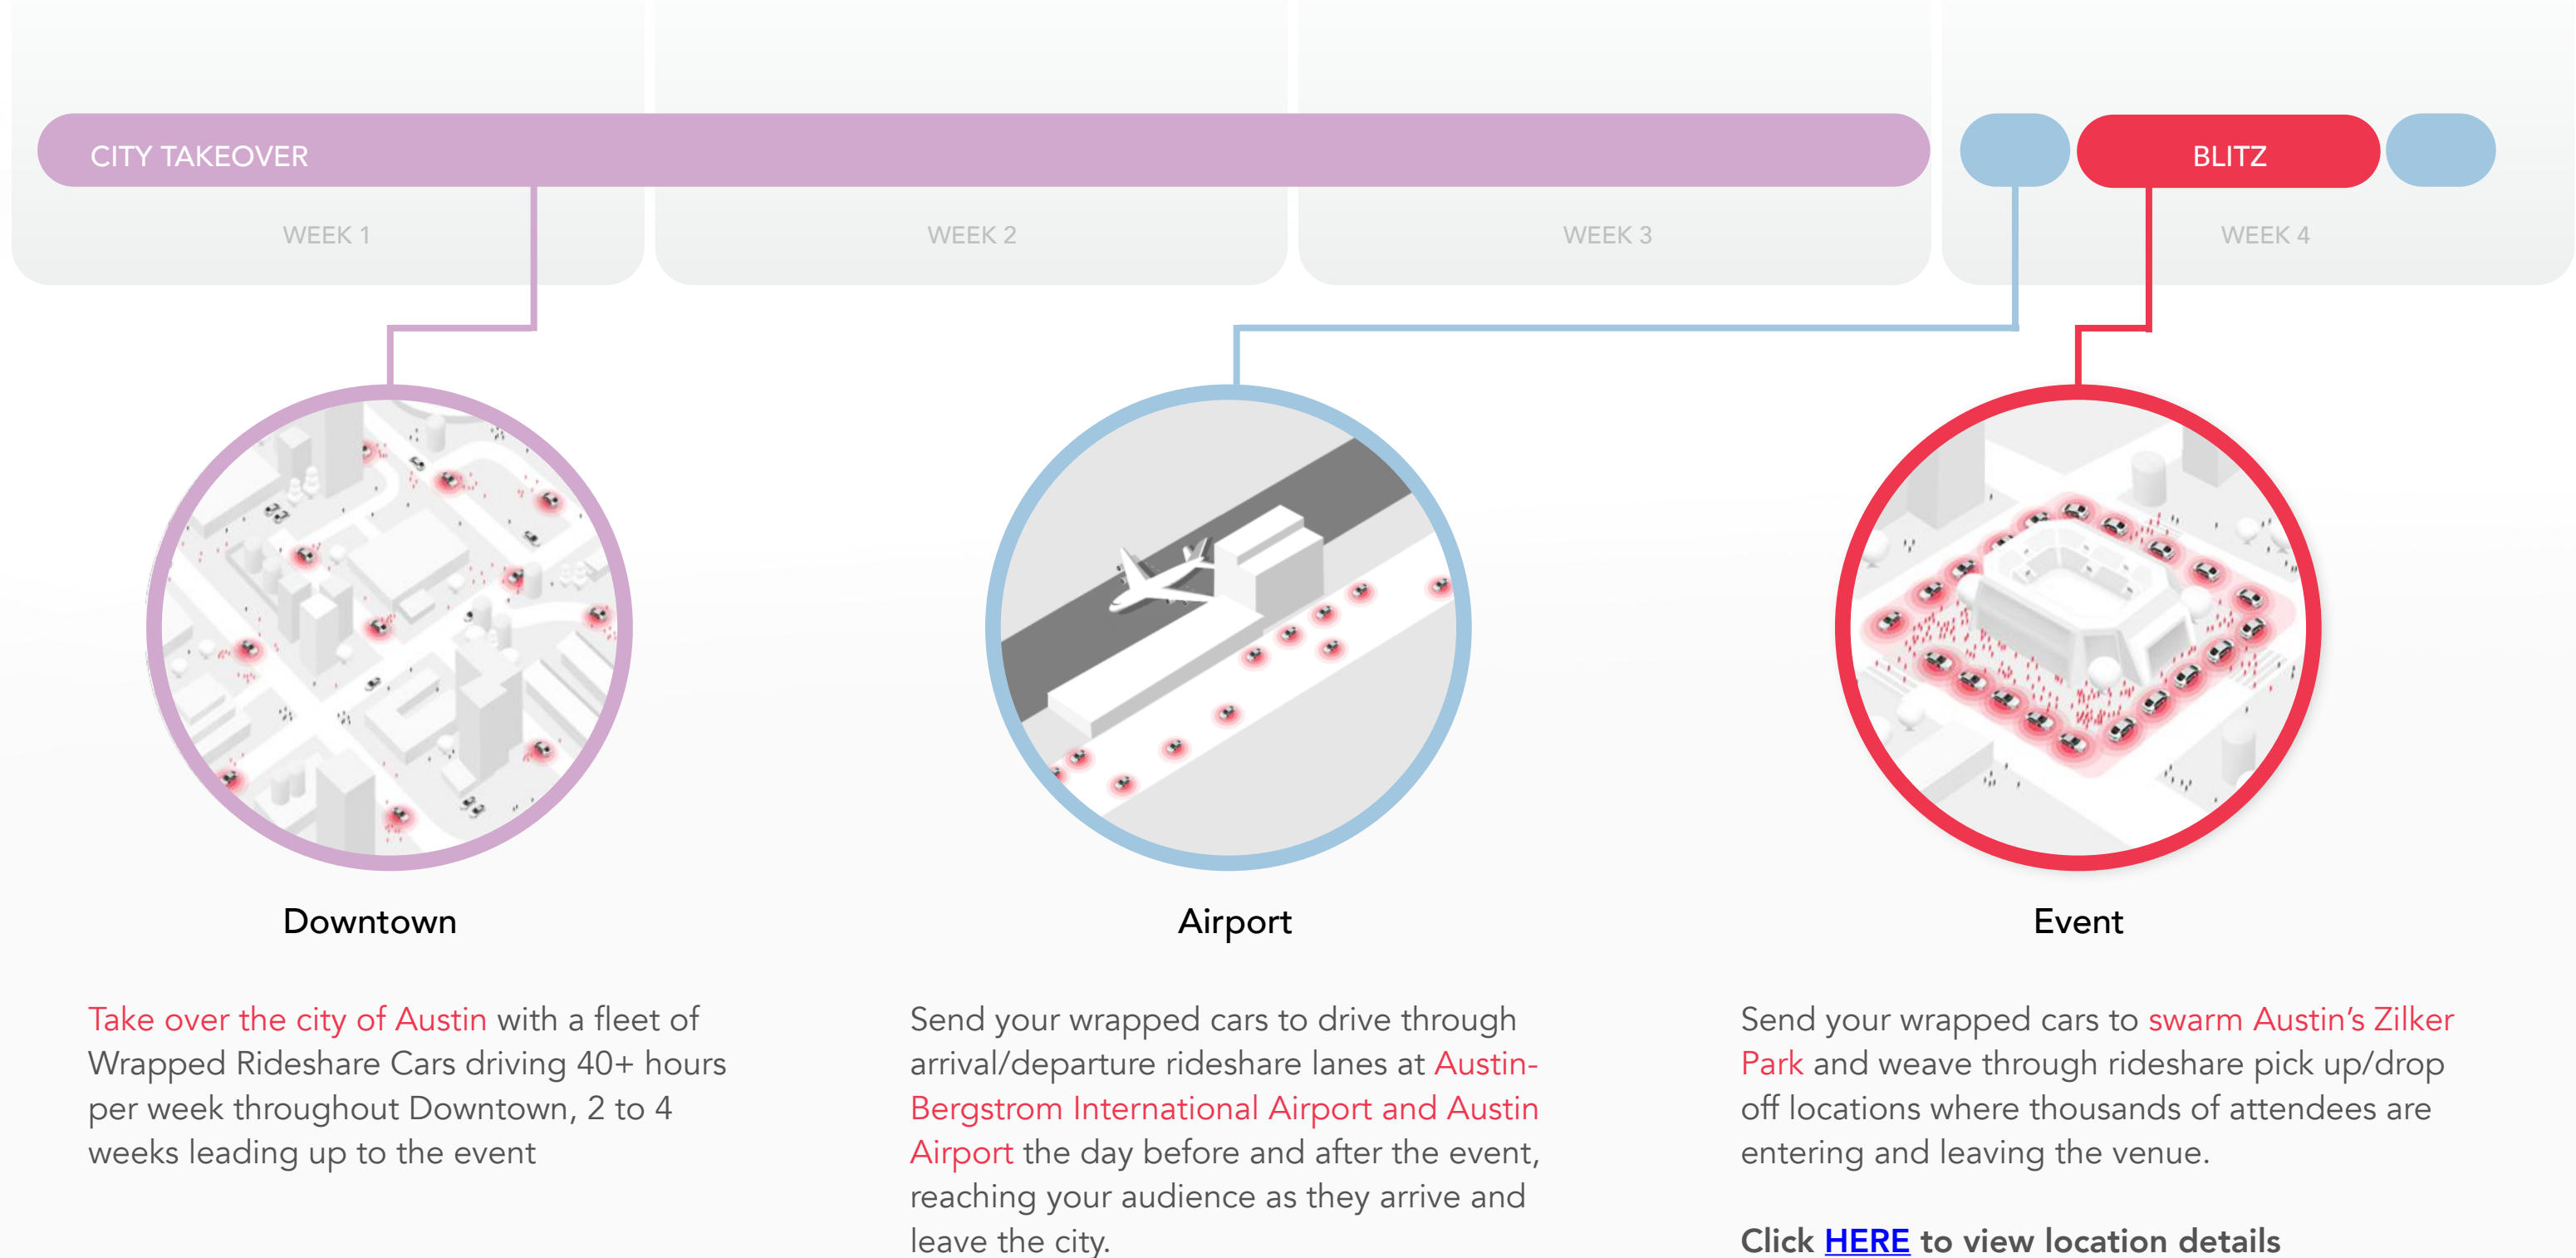 CITY TAKEOVER
BLITZ
WEEK 1
WEEK 2
WEEK 3
WEEK 4
Downtown
Take over the city of Austin with a fleet of
Wrapped Rideshare Cars driving 40+ hours
per week throughout Downtown, 2 to 4
weeks leading up to the event
Airport
Send your wrapped cars to drive through
arrival/departure rideshare lanes at Austin-
Bergstrom International Airport and Austin
Airport the day before and after the event,
reaching your audience as they arrive and
leave the city.
Event
Send your wrapped cars to swarm Austin’s Zilker
Park and weave through rideshare pick up/drop
off locations where thousands of attendees are
entering and leaving the venue.
Click HERE to view location details